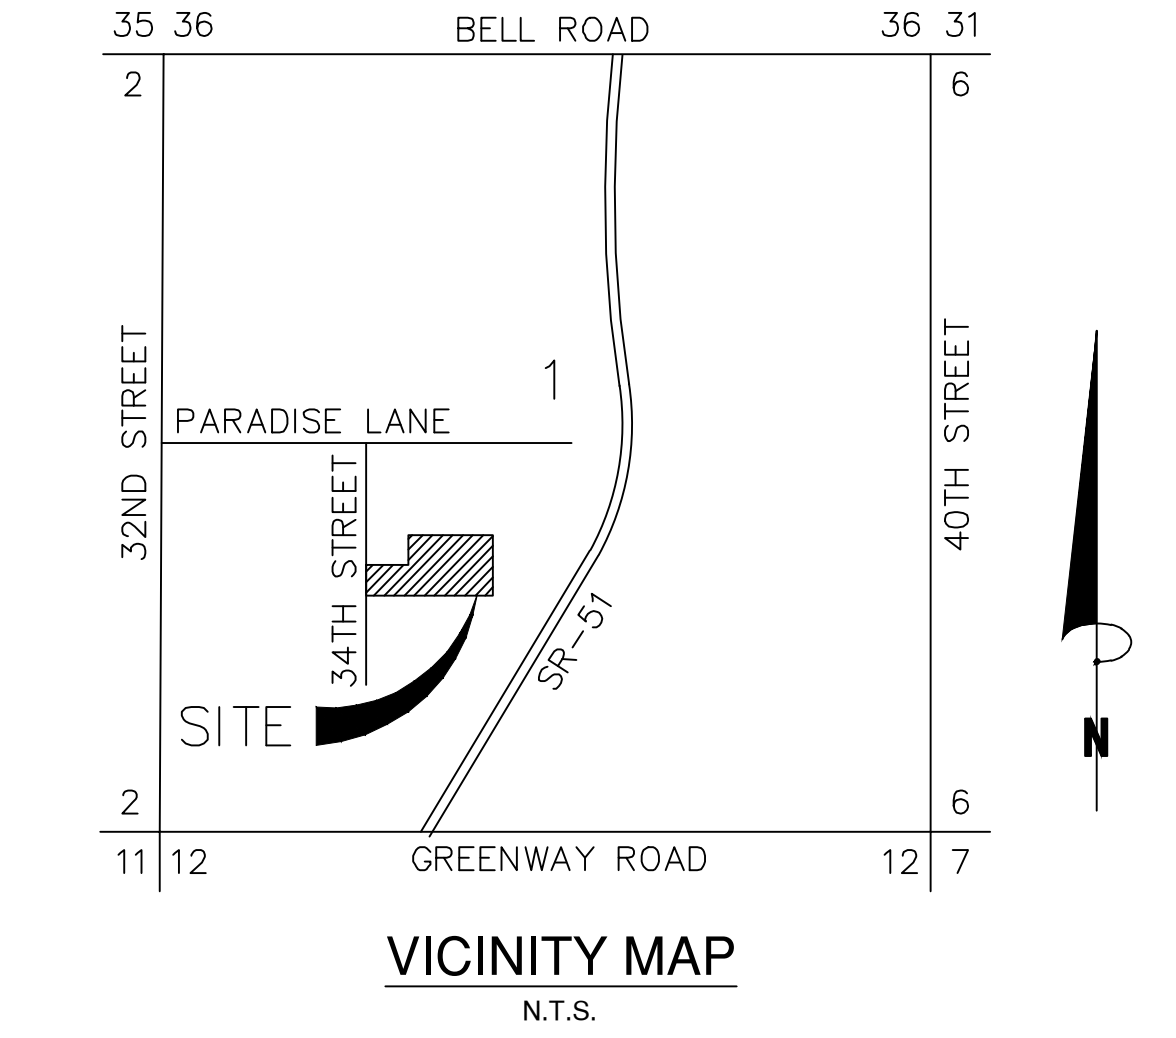 35 36
BELL ROAD
36 31
2
6
32ND STREET
1
40TH STREET
PARADISE LANE
34TH STREET
SR-51
SITE
N
2
6
11 12
GREENWAY ROAD
12 7
VICINITY MAP
N.T.S.